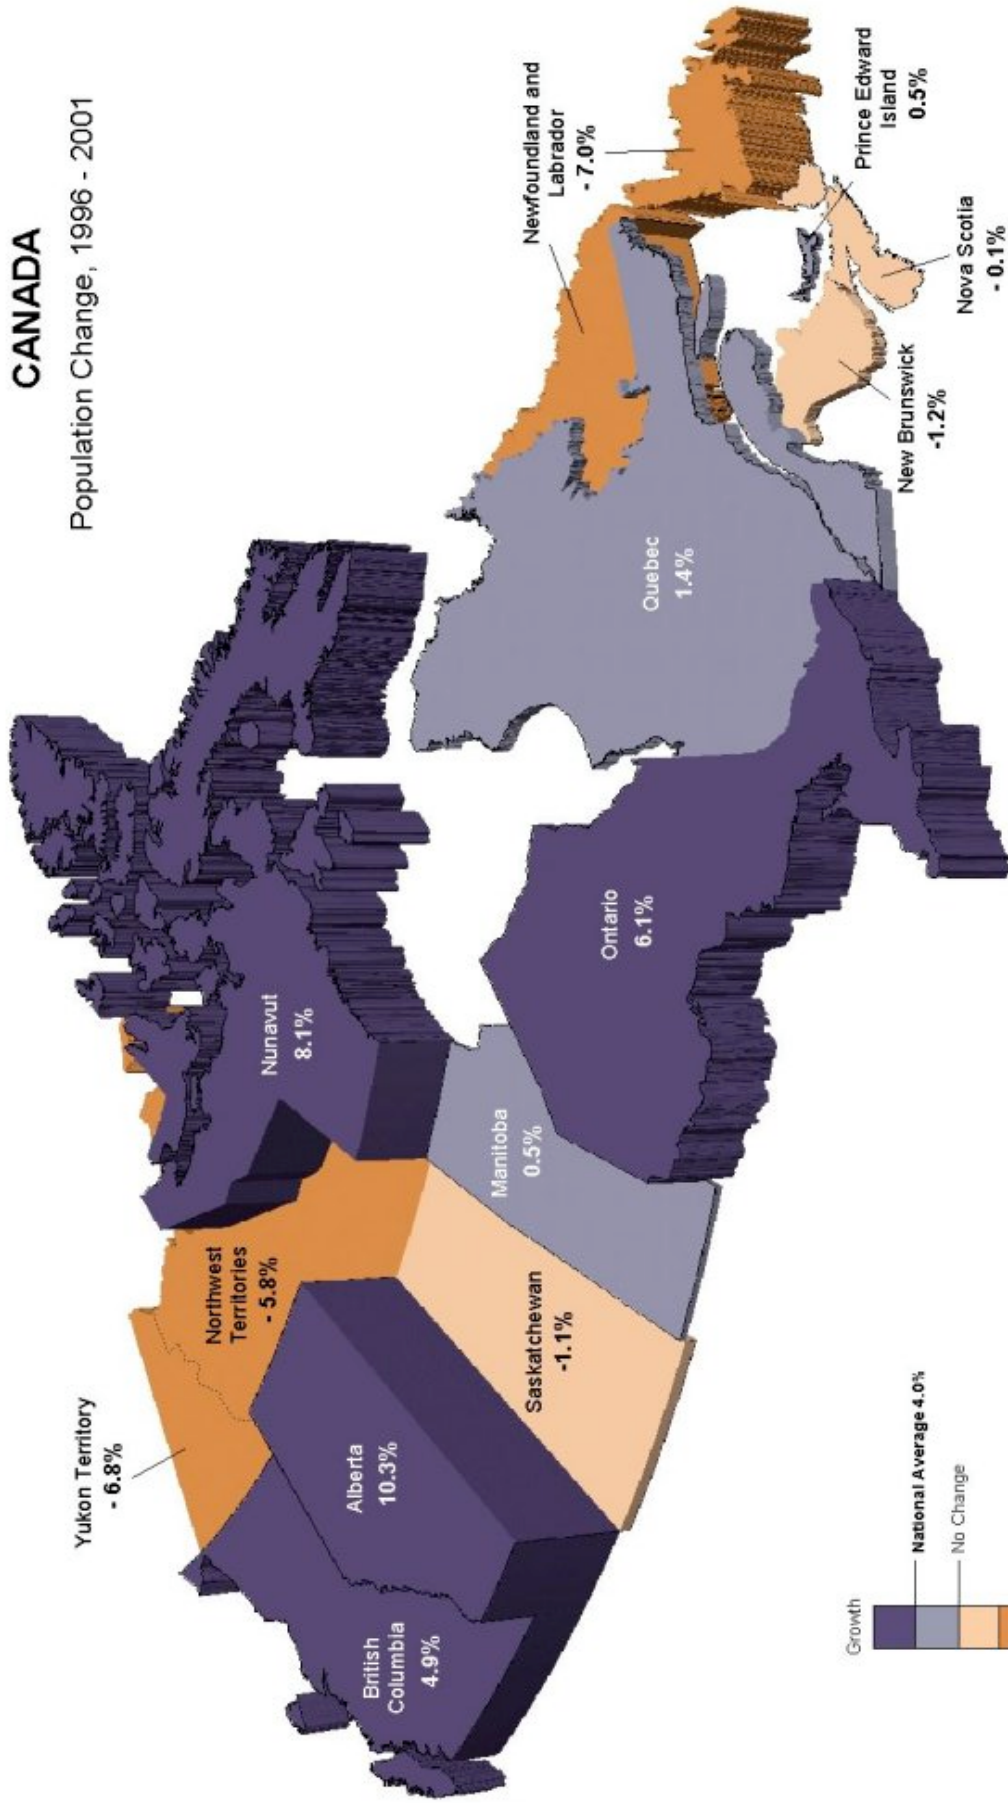 CANADA
Population Change, 1996 - 2001
Yukon Territory
- 6.8%
Northwest
Territories
- 5.8%
Nunavut
8.1%
British
Columbia
4.9%
Alberta
10.3%
Saskatchewan
-1.1%
Manitoba
0.5%
Ontario
6.1%
Quebec
1.4%
Newfoundland and
Labrador
- 7.0%
Prince Edward
Island
0.5%
Nova Scotia
- 0.1%
New Brunswick
-1.2%
Growth
National Average 4.0%
No Change